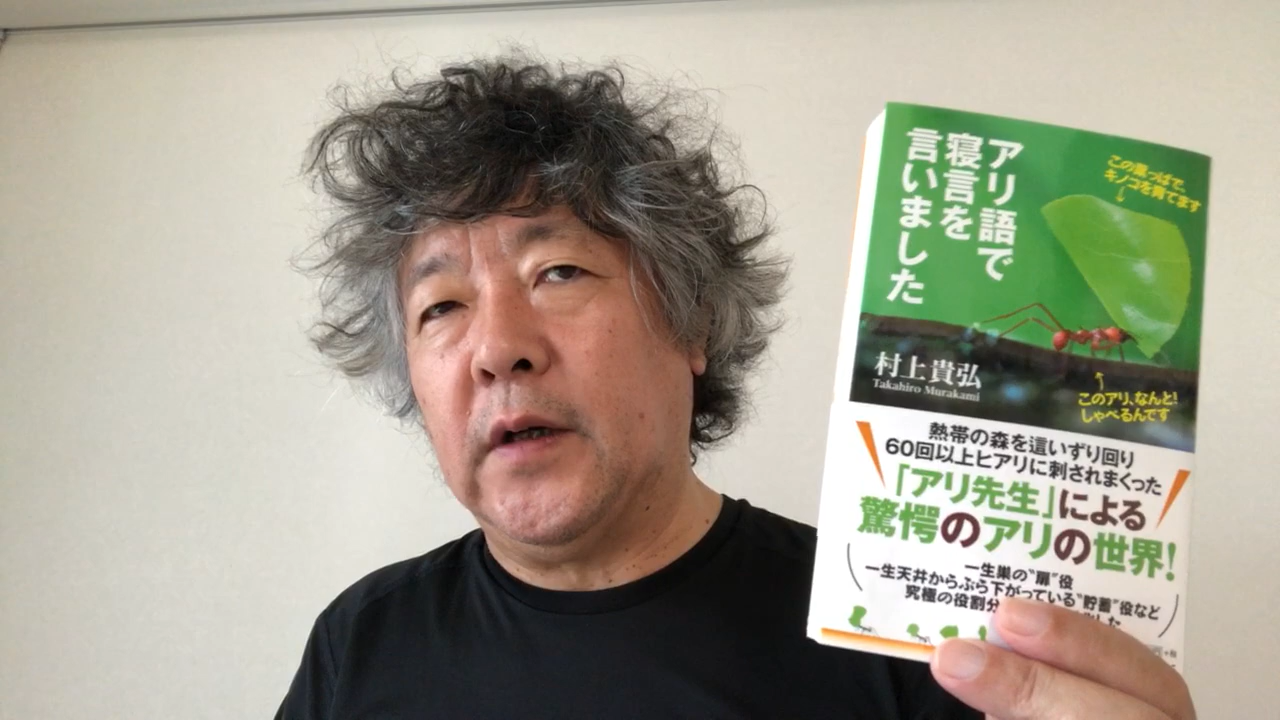 アリ語で
寝言を
言いました
この葉っぱで、
キノコを育てます
村上貴弘
Takahiro Murakami
このアリ、なんと!
しゃべるんです
熱帯の森を這いずり回り
60回以上ヒアリに刺されまくった
「アリ先生」による
驚愕のアリの世界!
一生巣の“扉”役
一生天井からぶら下がっている“貯蓄”役など
究極の役割分